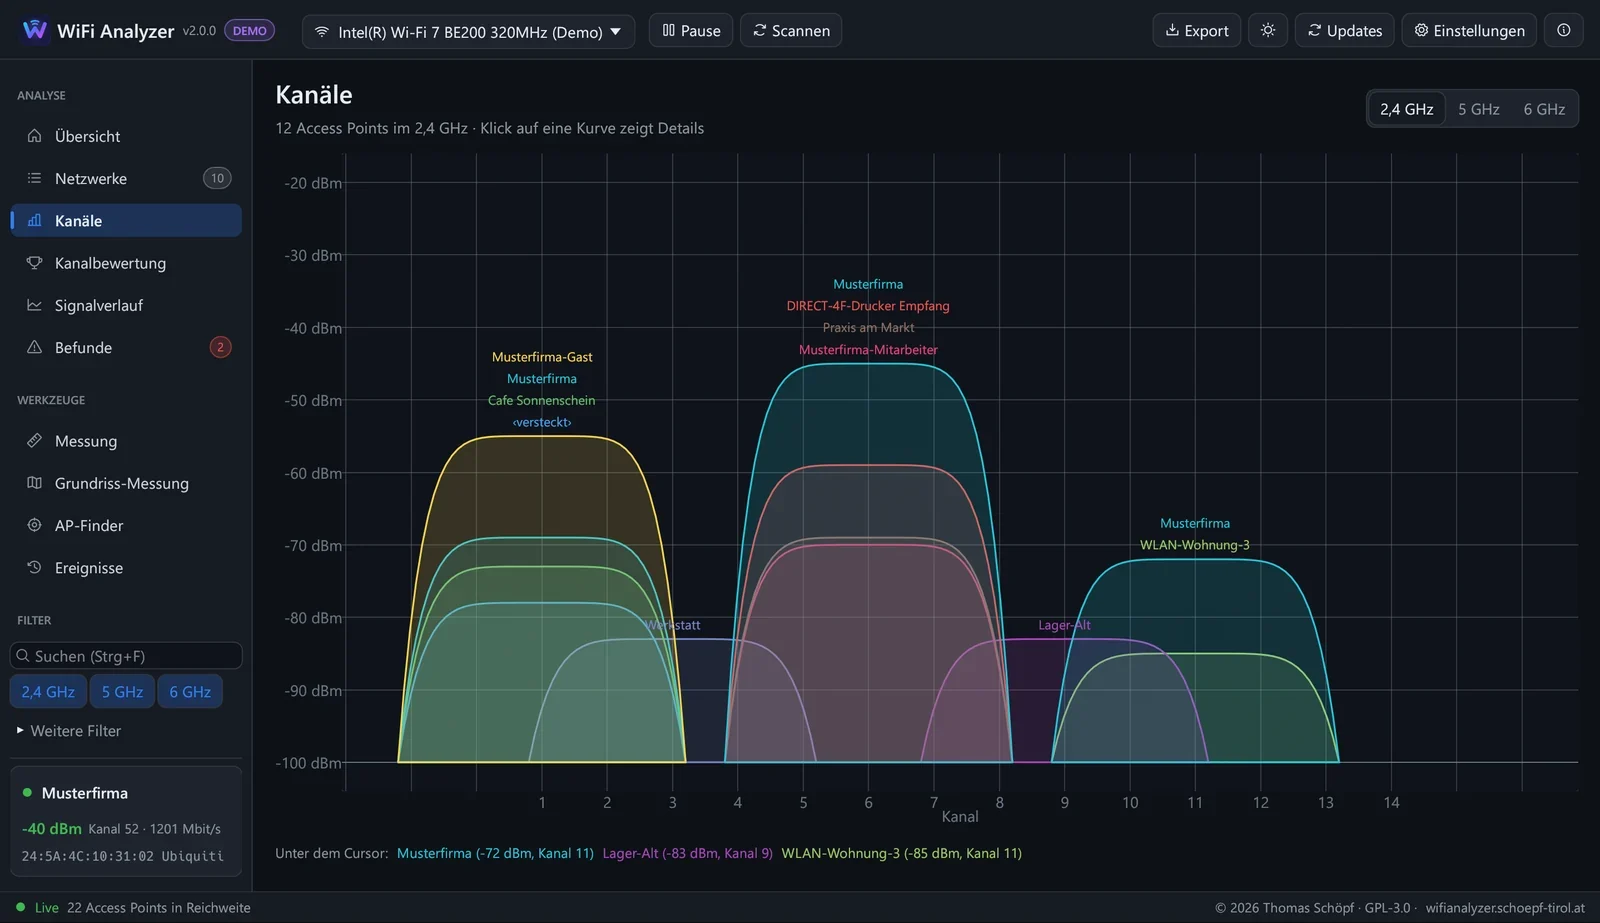 WiFi Analyzer v2.0.0 DEMO
Intel(R) Wi-Fi 7 BE200 320MHz (Demo)
Pause
Scannen
Export
Updates
Einstellungen
ANALYSE
Übersicht
Netzwerke 10
Kanäle
Kanalbewertung
Signalverlauf
Befunde 2
WERKZEUGE
Messung
Grundriss-Messung
AP-Finder
Ereignisse
FILTER
Suchen (Strg+F)
2,4 GHz 5 GHz 6 GHz
Weitere Filter
Musterfirma
-40 dBm Kanal 52 · 1201 Mbit/s
24:5A:4C:10:31:02 Ubiquiti
Kanäle
12 Access Points im 2,4 GHz · Klick auf eine Kurve zeigt Details
2,4 GHz 5 GHz 6 GHz
-20 dBm
-30 dBm
-40 dBm
-50 dBm
-60 dBm
-70 dBm
-80 dBm
-90 dBm
-100 dBm
Musterfirma-Gast
Musterfirma
Cafe Sonnenschein
‹versteckt›
Werkstatt
Musterfirma
DIRECT-4F-Drucker Empfang
Praxis am Markt
Musterfirma-Mitarbeiter
Lager-Alt
Musterfirma
WLAN-Wohnung-3
1 2 3 4 5 6 7 8 9 10 11 12 13 14
Kanal
Unter dem Cursor: Musterfirma (-72 dBm, Kanal 11) Lager-Alt (-83 dBm, Kanal 9) WLAN-Wohnung-3 (-85 dBm, Kanal 11)
Live 22 Access Points in Reichweite
© 2026 Thomas Schöpf · GPL-3.0 · wifianalyzer.schoepf-tirol.at